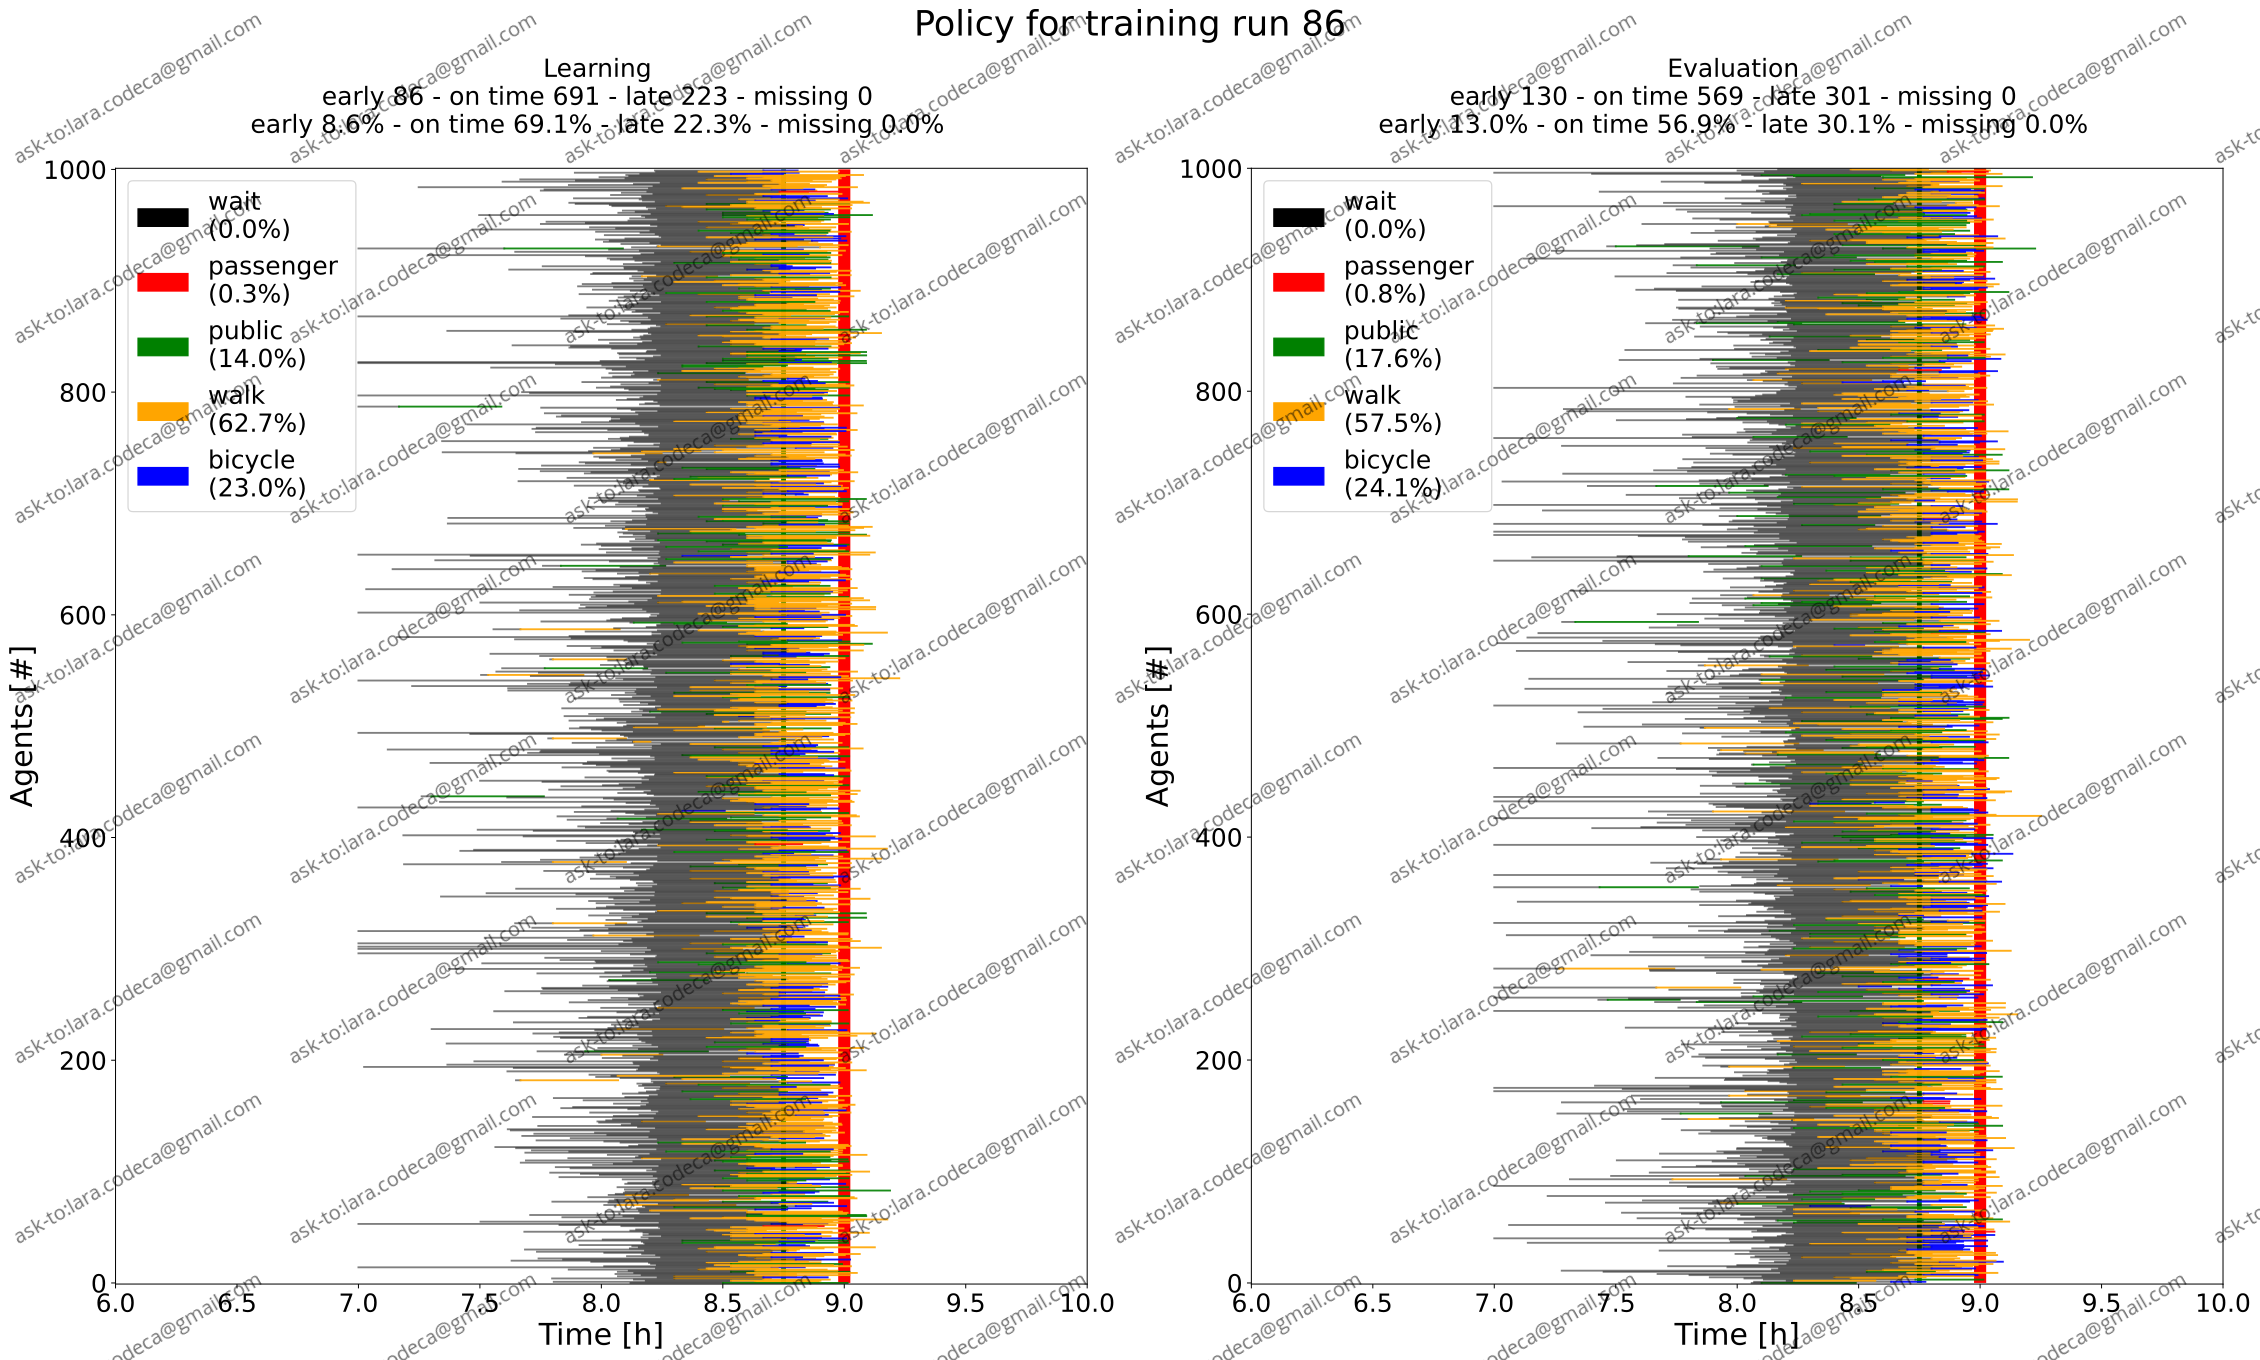 Policy for training run 86
Learning
early 86 - on time 691 - late 223 - missing 0
early 8.6% - on time 69.1% - late 22.3% - missing 0.0%
1000
800
600
400
200
0
Agents [#]
wait
(0.0%)
passenger
(0.3%)
public
(14.0%)
walk
(62.7%)
bicycle
(23.0%)
6.0 6.5 7.0 7.5 8.0 8.5 9.0 9.5 10.0
Time [h]
Evaluation
early 130 - on time 569 - late 301 - missing 0
early 13.0% - on time 56.9% - late 30.1% - missing 0.0%
1000
800
600
400
200
0
Agents [#]
wait
(0.0%)
passenger
(0.8%)
public
(17.6%)
walk
(57.5%)
bicycle
(24.1%)
6.0 6.5 7.0 7.5 8.0 8.5 9.0 9.5 10.0
Time [h]
ask-to:lara.codeca@gmail.com